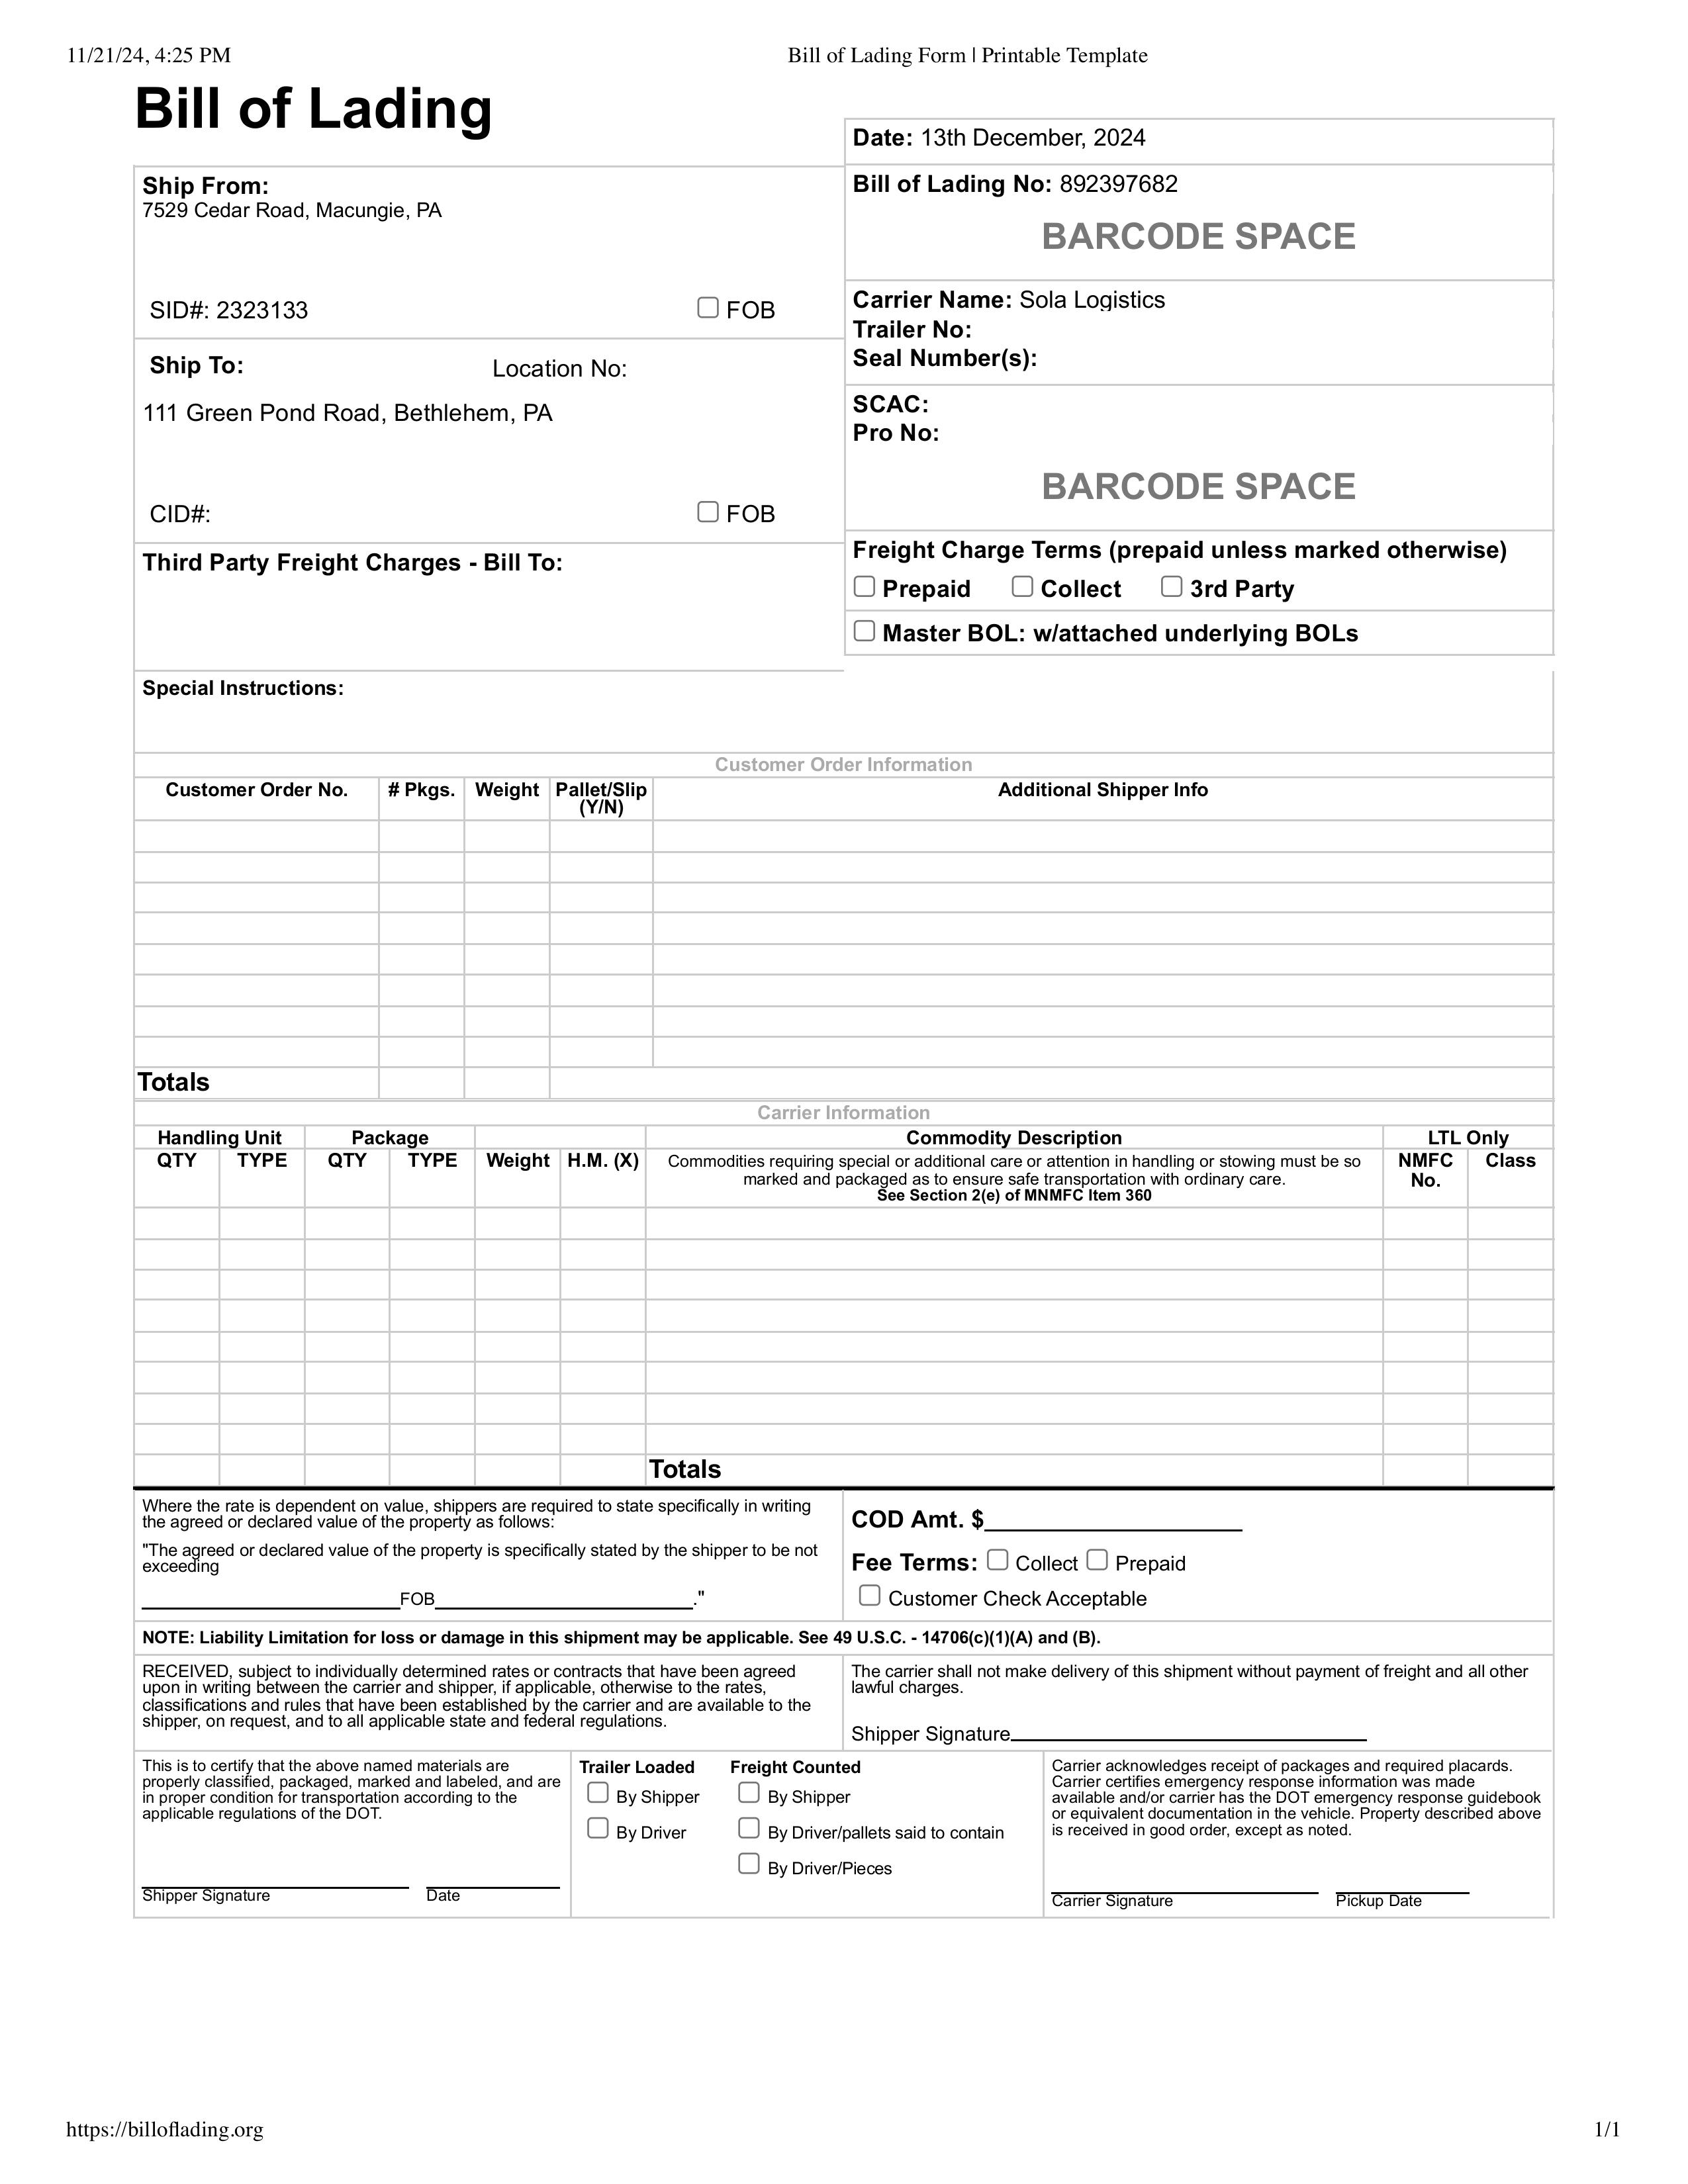 11/21/24, 4:25 PM
Bill of Lading Form | Printable Template
Bill of Lading
Date: 13th December, 2024
Ship From:
7529 Cedar Road, Macungie, PA
SID#: 2323133
FOB
Bill of Lading No: 892397682
BARCODE SPACE
Carrier Name: Sola Logistics
Trailer No:
Seal Number(s):
Ship To:
Location No:
111 Green Pond Road, Bethlehem, PA
CID#:
FOB
SCAC:
Pro No:
BARCODE SPACE
Third Party Freight Charges - Bill To:
Freight Charge Terms (prepaid unless marked otherwise)
Prepaid Collect 3rd Party
Master BOL: w/attached underlying BOLs
Special Instructions:
Customer Order Information
Customer Order No. # Pkgs. Weight Pallet/Slip (Y/N) Additional Shipper Info
Totals
Carrier Information
Handling Unit Package Commodity Description LTL Only
QTY TYPE QTY TYPE Weight H.M. (X)
Commodities requiring special or additional care or attention in handling or stowing must be so
marked and packaged as to ensure safe transportation with ordinary care.
See Section 2(e) of MNMFC Item 360
NMFC No. Class
Totals
Where the rate is dependent on value, shippers are required to state specifically in writing
the agreed or declared value of the property as follows:
"The agreed or declared value of the property is specifically stated by the shipper to be not
exceeding
FOB ."
COD Amt. $
Fee Terms: Collect Prepaid
Customer Check Acceptable
NOTE: Liability Limitation for loss or damage in this shipment may be applicable. See 49 U.S.C. - 14706(c)(1)(A) and (B).
RECEIVED, subject to individually determined rates or contracts that have been agreed
upon in writing between the carrier and shipper, if applicable, otherwise to the rates,
classifications and rules that have been established by the carrier and are available to the
shipper, on request, and to all applicable state and federal regulations.
The carrier shall not make delivery of this shipment without payment of freight and all other
lawful charges.
Shipper Signature
This is to certify that the above named materials are
properly classified, packaged, marked and labeled, and are
in proper condition for transportation according to the
applicable regulations of the DOT.
Shipper Signature Date
Trailer Loaded
By Shipper
By Driver
Freight Counted
By Shipper
By Driver/pallets said to contain
By Driver/Pieces
Carrier acknowledges receipt of packages and required placards.
Carrier certifies emergency response information was made
available and/or carrier has the DOT emergency response guidebook
or equivalent documentation in the vehicle. Property described above
is received in good order, except as noted.
Carrier Signature Pickup Date
https://billoflading.org
1/1